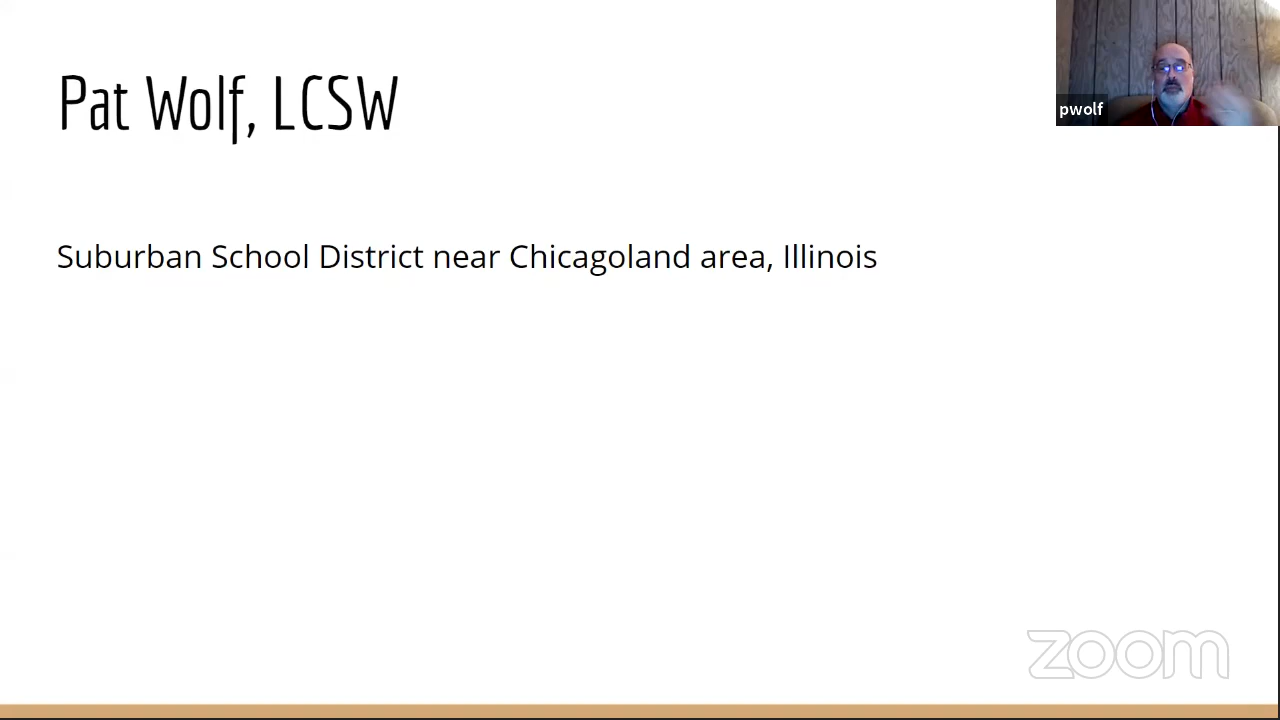 Pat Wolf, LCSW
pwolf
Suburban School District near Chicagoland area, Illinois
zoom